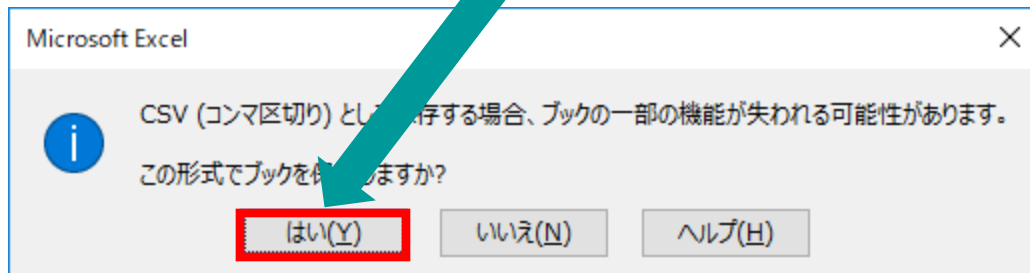 Microsoft Excel
CSV (コンマ区切り) とし 存する場合、ブックの一部の機能が失われる可能性があります。
この形式でブックを ますか?
はい(Y)
いいえ(N)
ヘルプ(H)